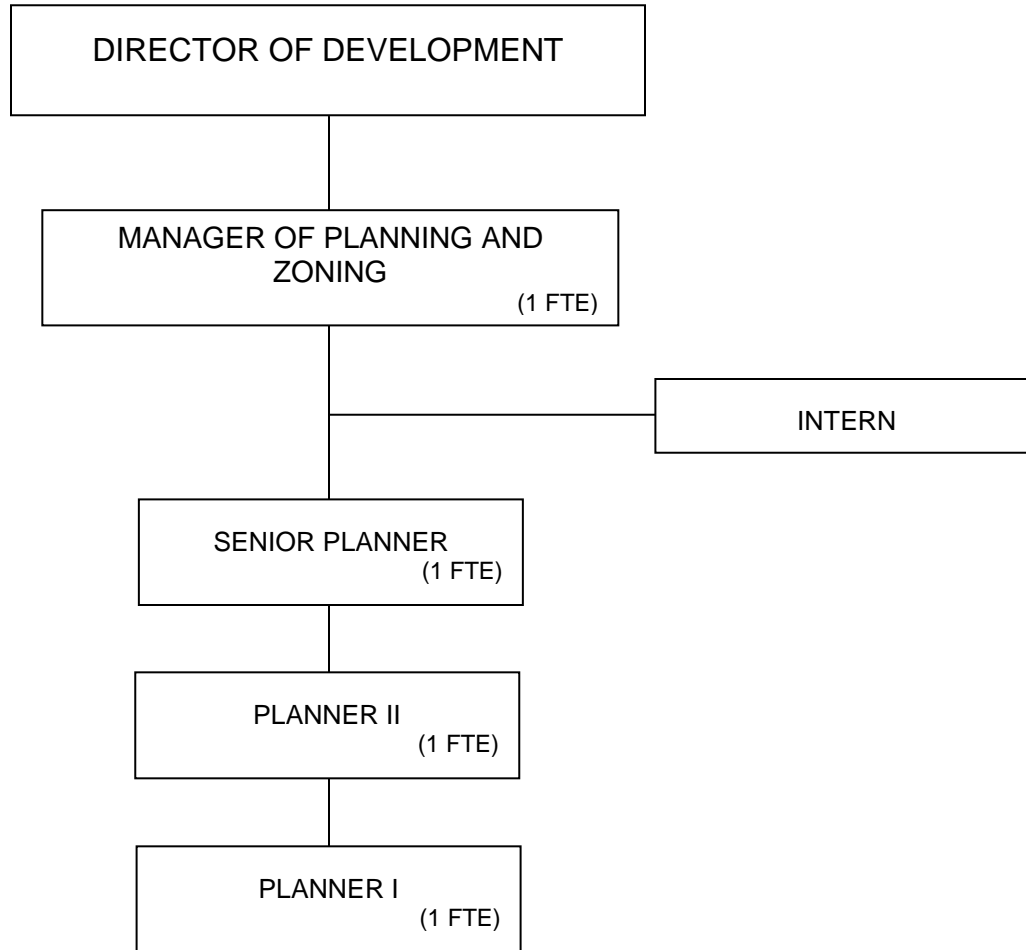 DIRECTOR OF DEVELOPMENT
MANAGER OF PLANNING AND
ZONING
(1 FTE)
INTERN
SENIOR PLANNER
(1 FTE)
PLANNER II
(1 FTE)
PLANNER I
(1 FTE)